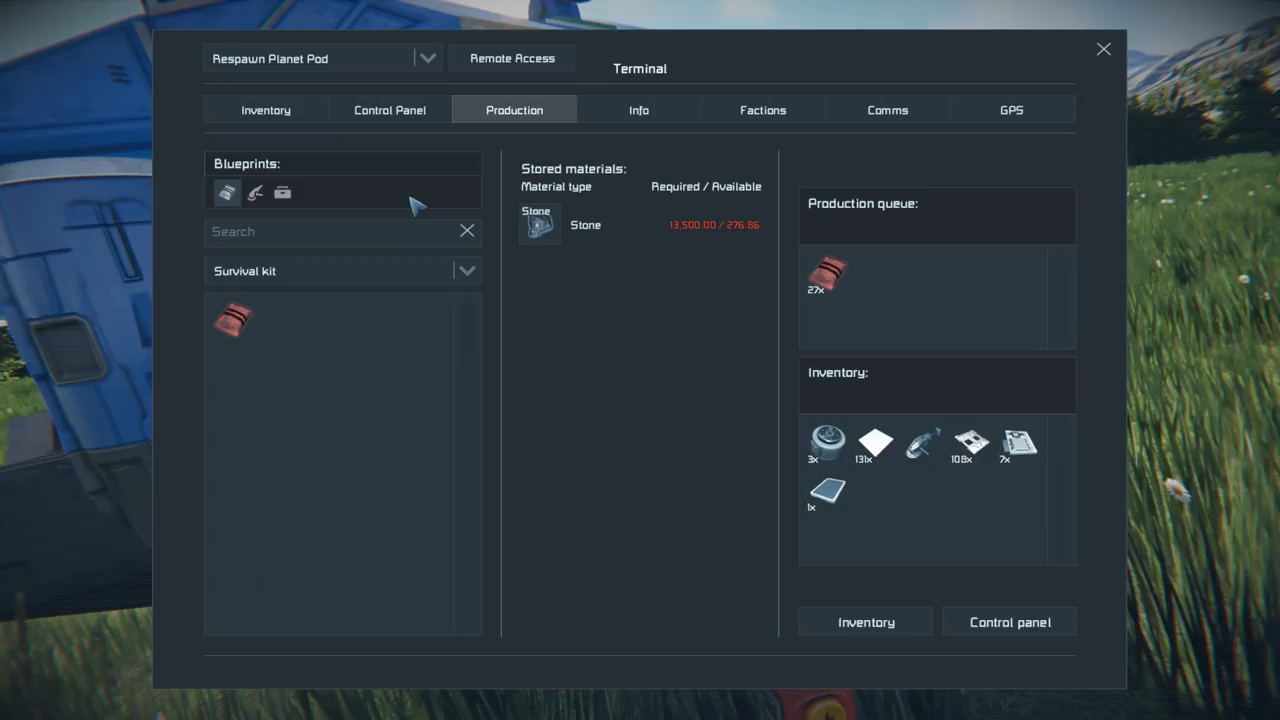 Respawn Planet Pod
Remote Access
Terminal
Inventory
Control Panel
Production
Info
Factions
Comms
GPS
Blueprints:
Search
Survival kit
Stored materials:
Material type
Required / Available
Stone
Stone
13,500.00 / 276.86
Production queue:
27x
Inventory:
3x
131x
108x
7x
1x
Inventory
Control panel